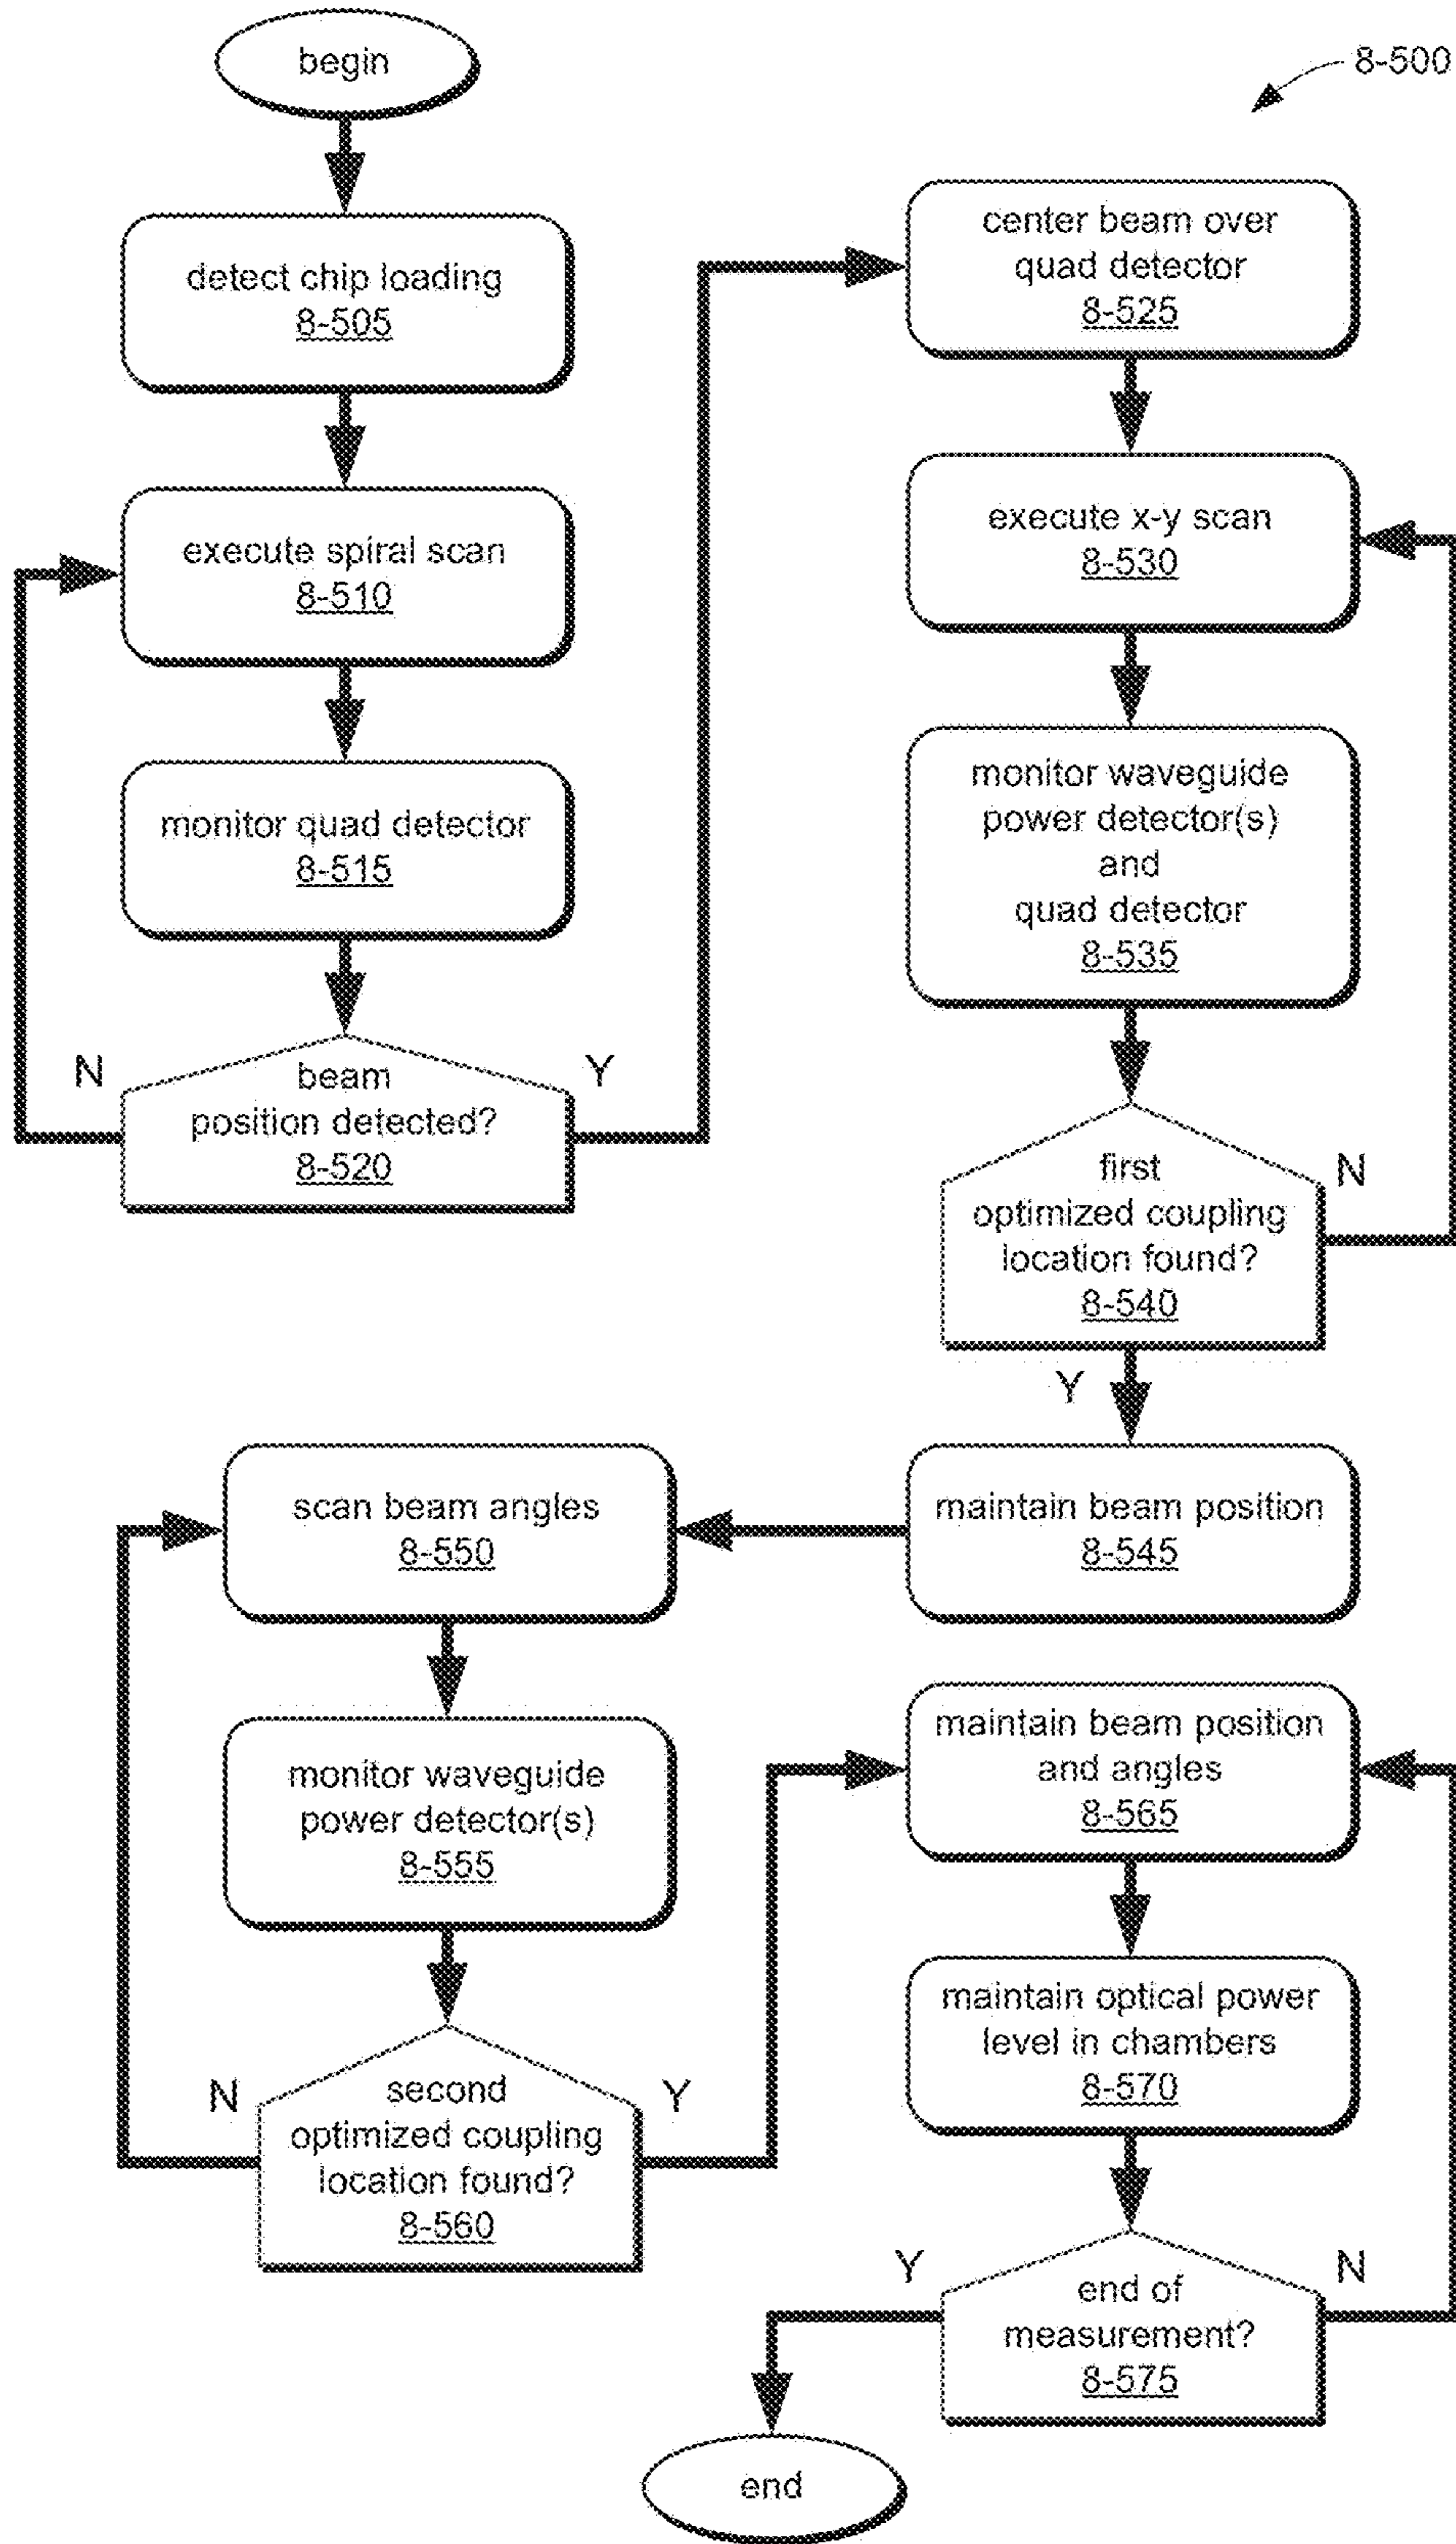 begin
8-500
detect chip loading
8-505
execute spiral scan
8-510
monitor quad detector
8-515
N
Y
beam
position detected?
8-520
center beam over
quad detector
8-525
execute x-y scan
8-530
monitor waveguide
power detector(s)
and
quad detector
8-535
first
optimized coupling
location found?
8-540
N
Y
maintain beam position
8-545
scan beam angles
8-550
monitor waveguide
power detector(s)
8-555
N
Y
second
optimized coupling
location found?
8-560
maintain beam position
and angles
8-565
maintain optical power
level in chambers
8-570
Y
N
end of
measurement?
8-575
end